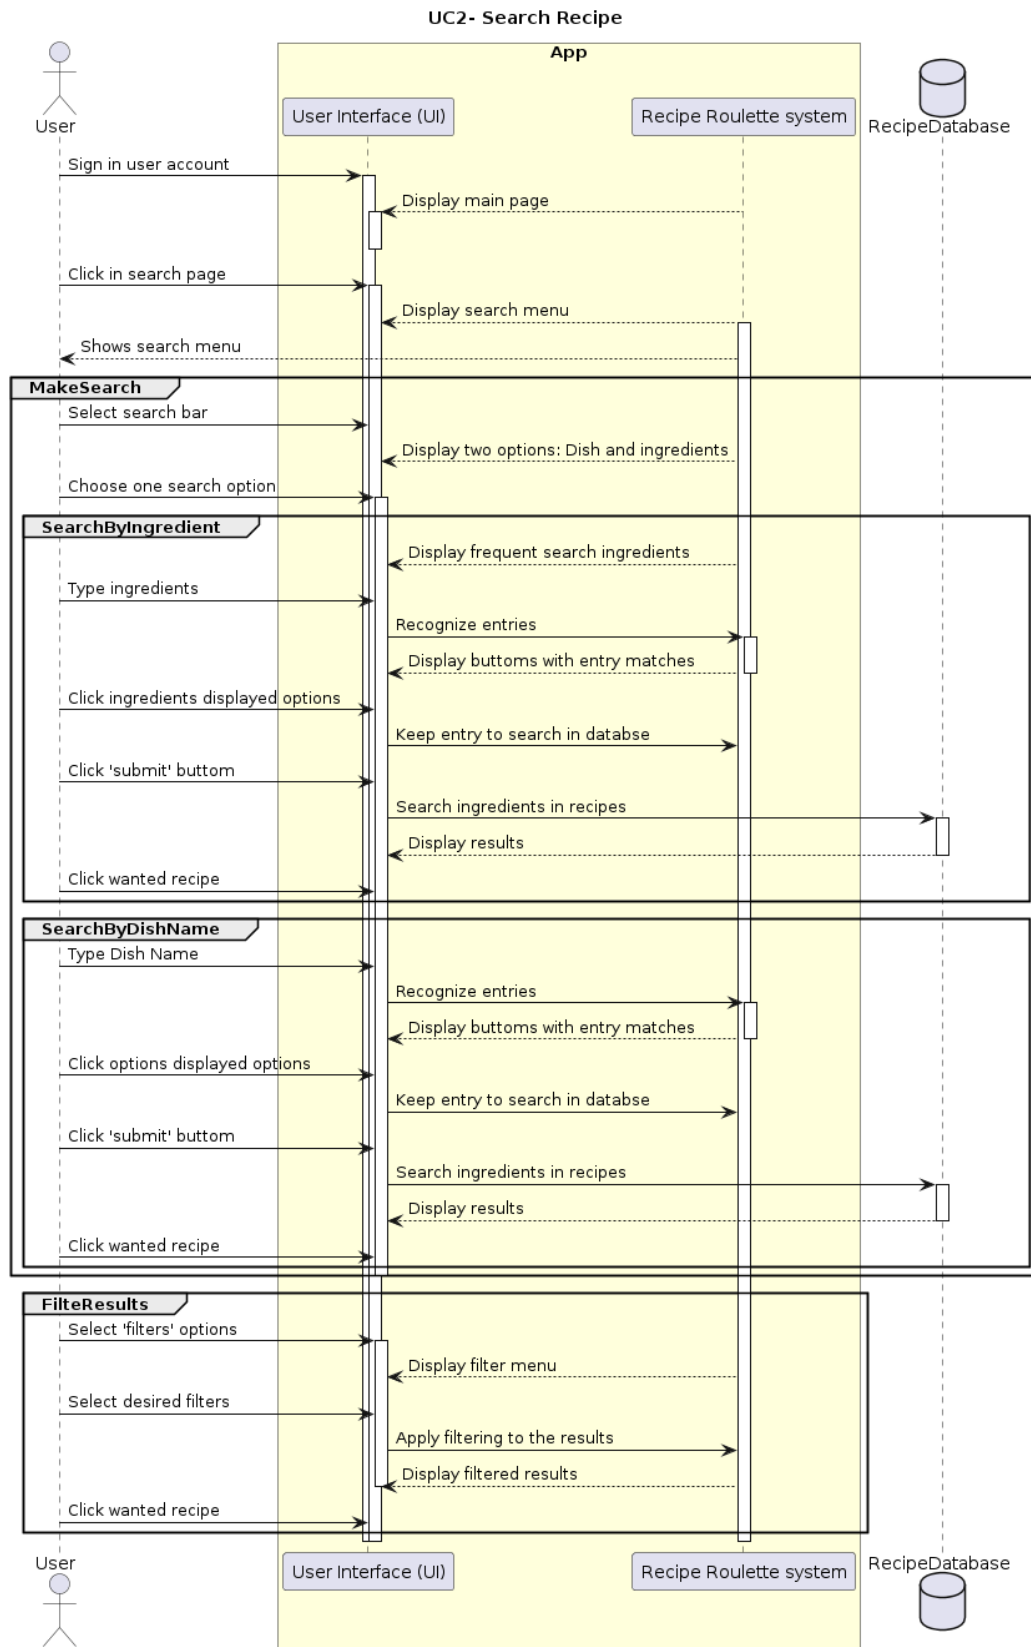 UC2- Search Recipe
App
User
User Interface (UI)
Recipe Roulette system
RecipeDatabase
Sign in user account
Display main page
Click in search page
Display search menu
Shows search menu
MakeSearch
Select search bar
Display two options: Dish and ingredients
Choose one search option
SearchByIngredient
Display frequent search ingredients
Type ingredients
Recognize entries
Display buttoms with entry matches
Click ingredients displayed options
Keep entry to search in databse
Click 'submit' buttom
Search ingredients in recipes
Display results
Click wanted recipe
SearchByDishName
Type Dish Name
Recognize entries
Display buttoms with entry matches
Click options displayed options
Keep entry to search in databse
Click 'submit' buttom
Search ingredients in recipes
Display results
Click wanted recipe
FilteResults
Select 'filters' options
Display filter menu
Select desired filters
Apply filtering to the results
Display filtered results
Click wanted recipe
User
User Interface (UI)
Recipe Roulette system
RecipeDatabase